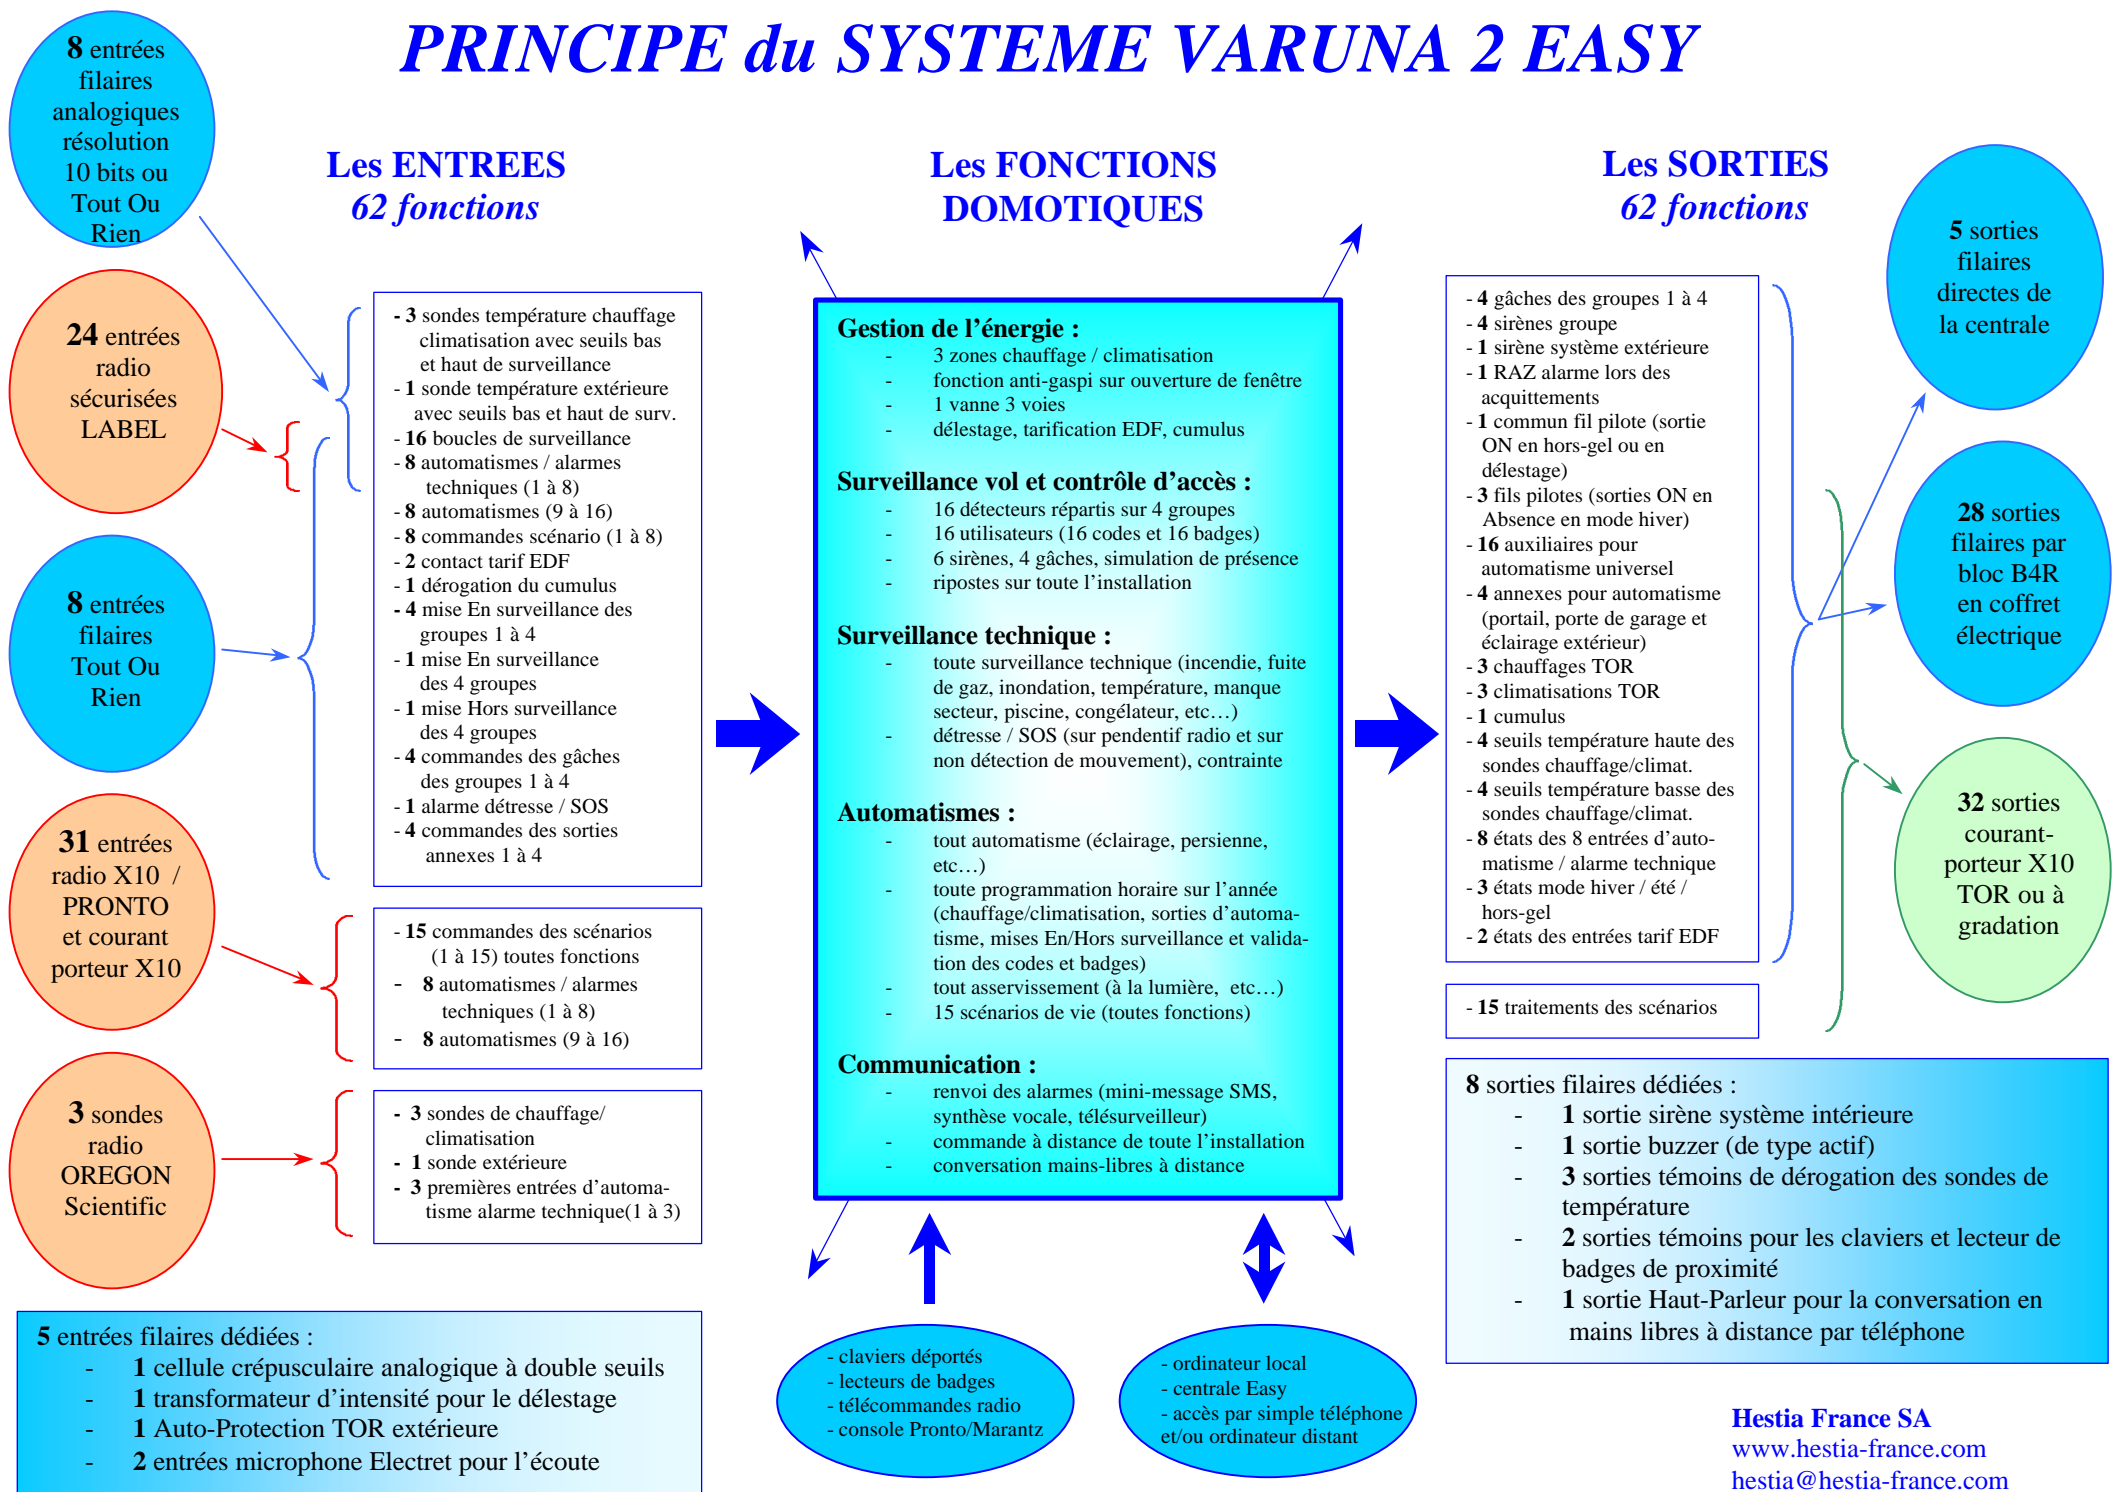 PRINCIPE du SYSTEME VARUNA 2 EASY
8 entrées
filaires
analogiques
résolution
10 bits ou
Tout Ou
Rien
24 entrées
radio
sécurisées
LABEL
8 entrées
filaires
Tout Ou
Rien
31 entrées
radio X10 /
PRONTO
et courant
porteur X10
3 sondes
radio
OREGON
Scientific
Les ENTREES
62 fonctions
- 3 sondes température chauffage
climatisation avec seuils bas
et haut de surveillance
- 1 sonde température extérieure
avec seuils bas et haut de surv.
- 16 boucles de surveillance
- 8 automatismes / alarmes
techniques (1 à 8)
- 8 automatismes (9 à 16)
- 8 commandes scénario (1 à 8)
- 2 contact tarif EDF
- 1 dérogation du cumulus
- 4 mise En surveillance des
groupes 1 à 4
- 1 mise En surveillance
des 4 groupes
- 1 mise Hors surveillance
des 4 groupes
- 4 commandes des gâches
des groupes 1 à 4
- 1 alarme détresse / SOS
- 4 commandes des sorties
annexes 1 à 4
- 15 commandes des scénarios
(1 à 15) toutes fonctions
- 8 automatismes / alarmes
techniques (1 à 8)
- 8 automatismes (9 à 16)
- 3 sondes de chauffage/
climatisation
- 1 sonde extérieure
- 3 premières entrées d'automa-
tisme alarme technique(1 à 3)
5 entrées filaires dédiées :
- 1 cellule crépusculaire analogique à double seuils
- 1 transformateur d'intensité pour le délestage
- 1 Auto-Protection TOR extérieure
- 2 entrées microphone Electret pour l'écoute
Les FONCTIONS
DOMOTIQUES
Gestion de l'énergie :
- 3 zones chauffage / climatisation
- fonction anti-gaspi sur ouverture de fenêtre
- 1 vanne 3 voies
- délestage, tarification EDF, cumulus
Surveillance vol et contrôle d'accès :
- 16 détecteurs répartis sur 4 groupes
- 16 utilisateurs (16 codes et 16 badges)
- 6 sirènes, 4 gâches, simulation de présence
- ripostes sur toute l'installation
Surveillance technique :
- toute surveillance technique (incendie, fuite
de gaz, inondation, température, manque
secteur, piscine, congélateur, etc…)
- détresse / SOS (sur pendentif radio et sur
non détection de mouvement), contrainte
Automatismes :
- tout automatisme (éclairage, persienne,
etc…)
- toute programmation horaire sur l'année
(chauffage/climatisation, sorties d'automa-
tisme, mises En/Hors surveillance et valida-
tion des codes et badges)
- tout asservissement (à la lumière, etc…)
- 15 scénarios de vie (toutes fonctions)
Communication :
- renvoi des alarmes (mini-message SMS,
synthèse vocale, télésurveilleur)
- commande à distance de toute l'installation
- conversation mains-libres à distance
- claviers déportés
- lecteurs de badges
- télécommandes radio
- console Pronto/Marantz
- ordinateur local
- centrale Easy
- accès par simple téléphone
et/ou ordinateur distant
Les SORTIES
62 fonctions
- 4 gâches des groupes 1 à 4
- 4 sirènes groupe
- 1 sirène système extérieure
- 1 RAZ alarme lors des
acquittements
- 1 commun fil pilote (sortie
ON en hors-gel ou en
délestage)
- 3 fils pilotes (sorties ON en
Absence en mode hiver)
- 16 auxiliaires pour
automatisme universel
- 4 annexes pour automatisme
(portail, porte de garage et
éclairage extérieur)
- 3 chauffages TOR
- 3 climatisations TOR
- 1 cumulus
- 4 seuils température haute des
sondes chauffage/climat.
- 4 seuils température basse des
sondes chauffage/climat.
- 8 états des 8 entrées d'auto-
matisme / alarme technique
- 3 états mode hiver / été /
hors-gel
- 2 états des entrées tarif EDF
- 15 traitements des scénarios
5 sorties
filaires
directes de
la centrale
28 sorties
filaires par
bloc B4R
en coffret
électrique
32 sorties
courant-
porteur X10
TOR ou à
gradation
8 sorties filaires dédiées :
- 1 sortie sirène système intérieure
- 1 sortie buzzer (de type actif)
- 3 sorties témoins de dérogation des sondes de
température
- 2 sorties témoins pour les claviers et lecteur de
badges de proximité
- 1 sortie Haut-Parleur pour la conversation en
mains libres à distance par téléphone
Hestia France SA
www.hestia-france.com
hestia@hestia-france.com